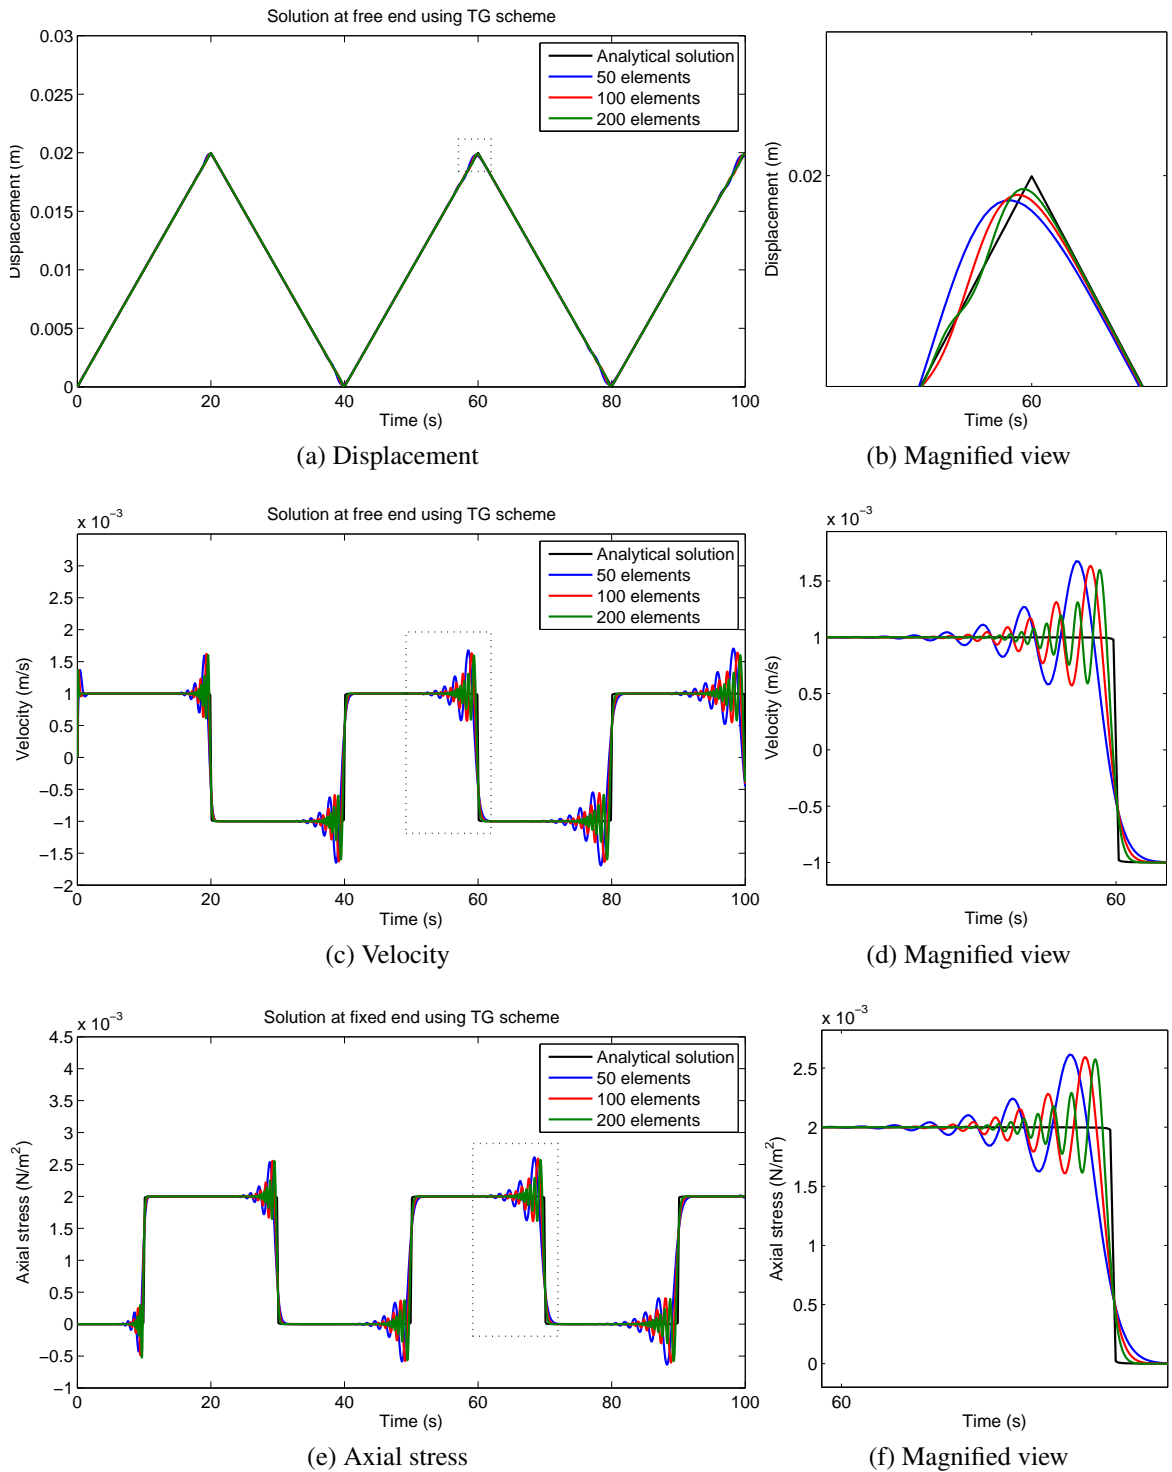 Solution at free end using TG scheme
0.03
0.025
0.02
0.015
0.01
0.005
0
Displacement (m)
Analytical solution
50 elements
100 elements
200 elements
0 20 40 60 80 100
Time (s)
(a) Displacement
0.02
Displacement (m)
60
Time (s)
(b) Magnified view
Solution at free end using TG scheme
x 10⁻³
3
2.5
2
1.5
1
0.5
0
−0.5
−1
−1.5
−2
Velocity (m/s)
Analytical solution
50 elements
100 elements
200 elements
0 20 40 60 80 100
Time (s)
(c) Velocity
x 10⁻³
1.5
1
0.5
0
−0.5
−1
Velocity (m/s)
60
Time (s)
(d) Magnified view
Solution at fixed end using TG scheme
x 10⁻³
4.5
4
3.5
3
2.5
2
1.5
1
0.5
0
−0.5
−1
Axial stress (N/m²)
Analytical solution
50 elements
100 elements
200 elements
0 20 40 60 80 100
Time (s)
(e) Axial stress
x 10⁻³
2.5
2
1.5
1
0.5
0
Axial stress (N/m²)
60
Time (s)
(f) Magnified view